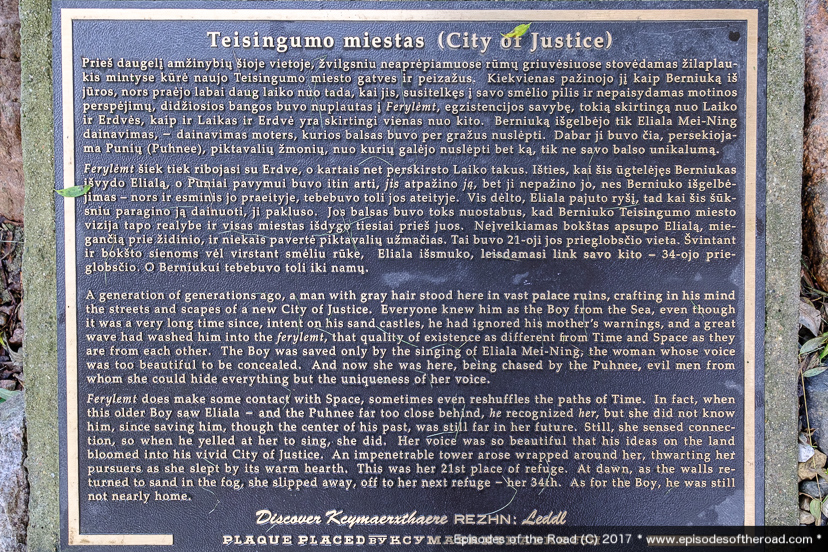 Teisingumo miestas (City of Justice)
Prieš daugelį amžinybių šioje vietoje, žvilgsniu neaprėpiamuose rūmų griuvėsiuose stovėdamas žilaplau-
kis mintyse kūrė naujo Teisingumo miesto gatves ir peizažus. Kiekvienas pažinojo jį kaip Berniuką iš
jūros, nors praėjo labai daug laiko nuo tada, kai jis, susitelkęs į savo smėlio pilis ir nepaisydamas motinos
perspėjimų, didžiosios bangos buvo nuplautas į Ferylėmt, egzistencijos savybę, tokią skirtingą nuo Laiko
ir Erdvės, kaip ir Laikas ir Erdvė yra skirtingi vienas nuo kito. Berniuką išgelbėjo tik Eliala Mei-Ning
dainavimas, – dainavimas moters, kurios balsas buvo per gražus nuslėpti. Dabar ji buvo čia, persekioja-
ma Punių (Puhnee), piktavalių žmonių, nuo kurių galėjo nuslėpti bet ką, tik ne savo balso unikalumą.
Ferylėmt šiek tiek ribojasi su Erdve, o kartais net perskirsto Laiko takus. Išties, kai šis ūgtelėjęs Berniukas
išvydo Elialą, o Puniai pavymui buvo itin arti, jis atpažino ją, bet ji nepažino jo, nes Berniuko išgelbė-
jimas – nors ir esminis jo praeityje, tebebuvo toli jos ateityje. Vis dėlto, Eliala pajuto ryšį, tad kai šis šūk-
sniu paragino ją dainuoti, ji pakluso. Jos balsas buvo toks nuostabus, kad Berniuko Teisingumo miesto
vizija tapo realybe ir visas miestas išdygo tiesiai prieš juos. Neįveikiamas bokštas apsupo Elialą, mie-
gančią prie židinio, ir niekais pavertė piktavalių užmačias. Tai buvo 21-oji jos prieglobsčio vieta. Švintant
ir bokšto sienoms vėl virstant smėliu rūke, Eliala išsmuko, leisdamasi link savo kito – 34-ojo prie-
globsčio. O Berniukui tebebuvo toli iki namų.
A generation of generations ago, a man with gray hair stood here in vast palace ruins, crafting in his mind
the streets and scapes of a new City of Justice. Everyone knew him as the Boy from the Sea, even though
it was a very long time since, intent on his sand castles, he had ignored his mother's warnings, and a great
wave had washed him into the ferylemt, that quality of existence as different from Time and Space as they
are from each other. The Boy was saved only by the singing of Eliala Mei-Ning, the woman whose voice
was too beautiful to be concealed. And now she was here, being chased by the Puhnee, evil men from
whom she could hide everything but the uniqueness of her voice.
Ferylemt does make some contact with Space, sometimes even reshuffles the paths of Time. In fact, when
this older Boy saw Eliala – and the Puhnee far too close behind, he recognized her, but she did not know
him, since saving him, though the center of his past, was still far in her future. Still, she sensed connec-
tion, so when he yelled at her to sing, she did. Her voice was so beautiful that his ideas on the land
bloomed into his vivid City of Justice. An impenetrable tower arose wrapped around her, thwarting her
pursuers as she slept by its warm hearth. This was her 21st place of refuge. At dawn, as the walls re-
turned to sand in the fog, she slipped away, off to her next refuge – her 34th. As for the Boy, he was still
not nearly home.
Discover Kcymaerxthaere REZHN: Leddl
PLAQUE PLACED BY KCYM
Episodes of the Road (C) 2017 * www.episodesoftheroad.com *